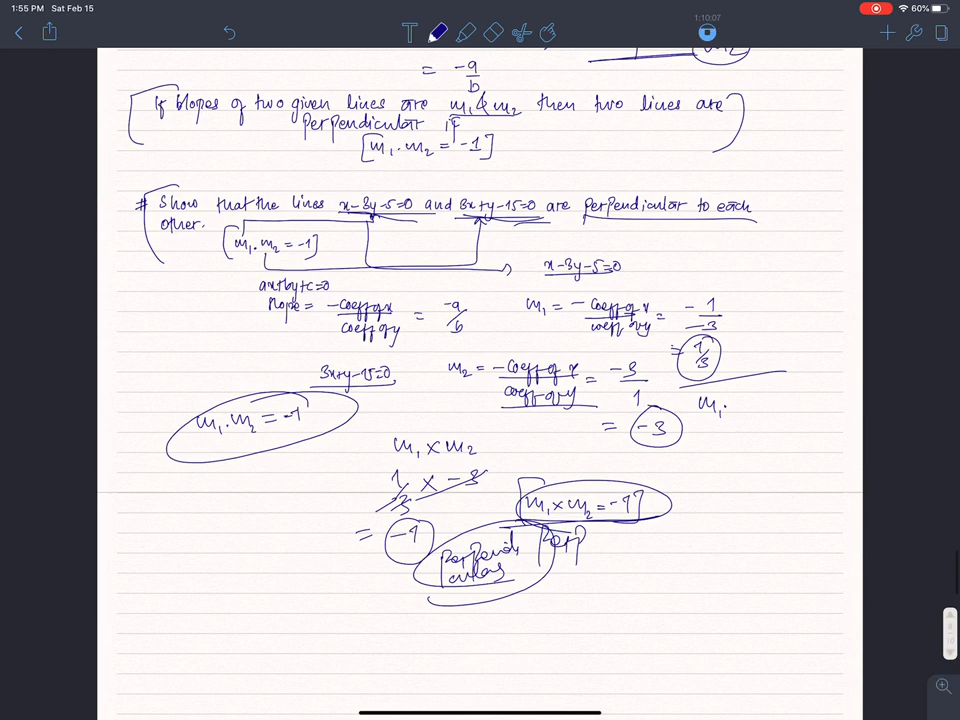 1:55 PM Sat Feb 15
60%
1:10:07
= -a/b
If slopes of two given lines are m₁ & m₂ then two lines are
perpendicular if
[m₁.m₂ = -1]
# Show that the lines x-3y-5=0 and 3x+y-15=0 are perpendicular to each
other.
[m₁.m₂ = -1]
x-3y-5=0
ax+by+c=0
slope = -coeff of x/coeff of y = -a/b
m₁ = -coeff of x/coeff of y = -1/-3
= 1/3
m₁.
3x+y-15=0
m₂ = -coeff of x/coeff of y = -3/1
= -3
m₁.m₂ = -1
m₁ x m₂
1/3 x -3
= -1
[m₁ x m₂ = -1]
perp